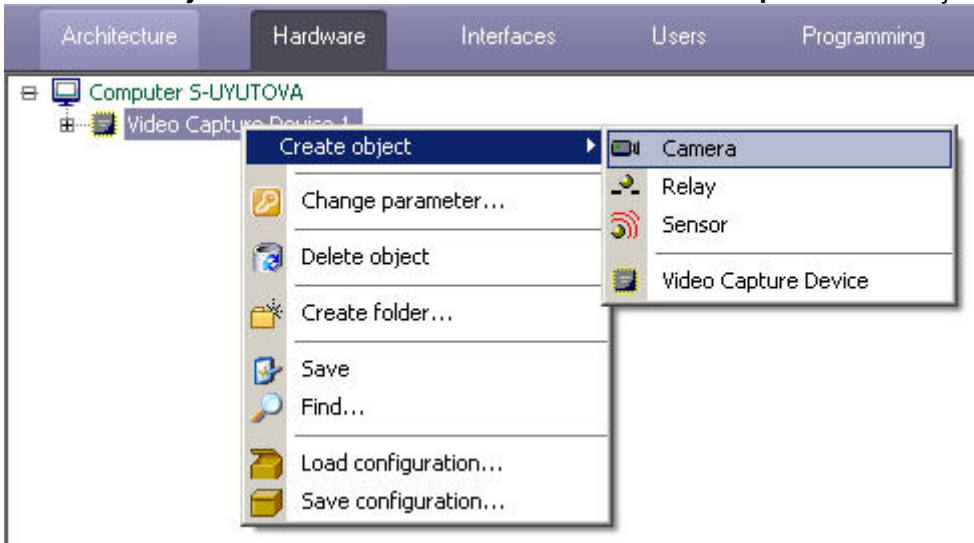 Architecture Hardware Interfaces Users Programming
Computer S-UYUTOVA
Video Capture Device 1
Create object
Change parameter...
Delete object
Create folder...
Save
Find...
Load configuration...
Save configuration...
Camera
Relay
Sensor
Video Capture Device